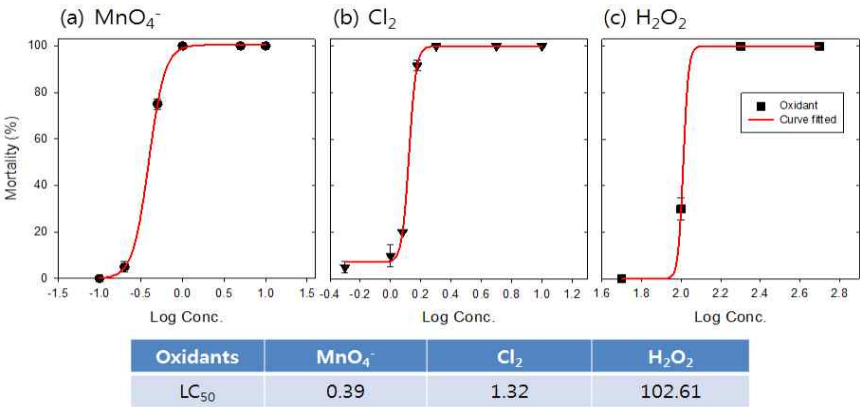 (a) MnO₄⁻
(b) Cl₂
(c) H₂O₂
Mortality (%)
100
80
60
40
20
0
-1.5 -1.0 -0.5 0.0 0.5 1.0 1.5
Log Conc.
-0.4 -0.2 0.0 0.2 0.4 0.6 0.8 1.0 1.2
Log Conc.
1.6 1.8 2.0 2.2 2.4 2.6 2.8
Log Conc.
Oxidant
Curve fitted
Oxidants MnO₄⁻ Cl₂ H₂O₂
LC₅₀ 0.39 1.32 102.61